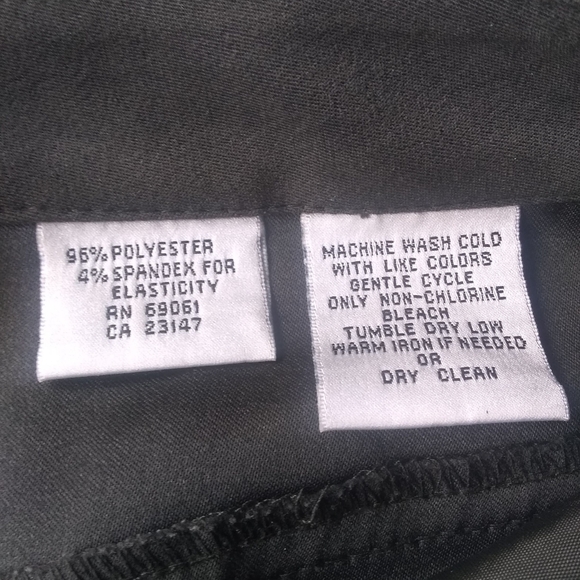 96% POLYESTER
4% SPANDEX FOR
ELASTICITY
RN 69061
CA 23147
MACHINE WASH COLD
WITH LIKE COLORS
GENTLE CYCLE
ONLY NON-CHLORINE
BLEACH
TUMBLE DRY LOW
WARM IRON IF NEEDED
OR
DRY CLEAN